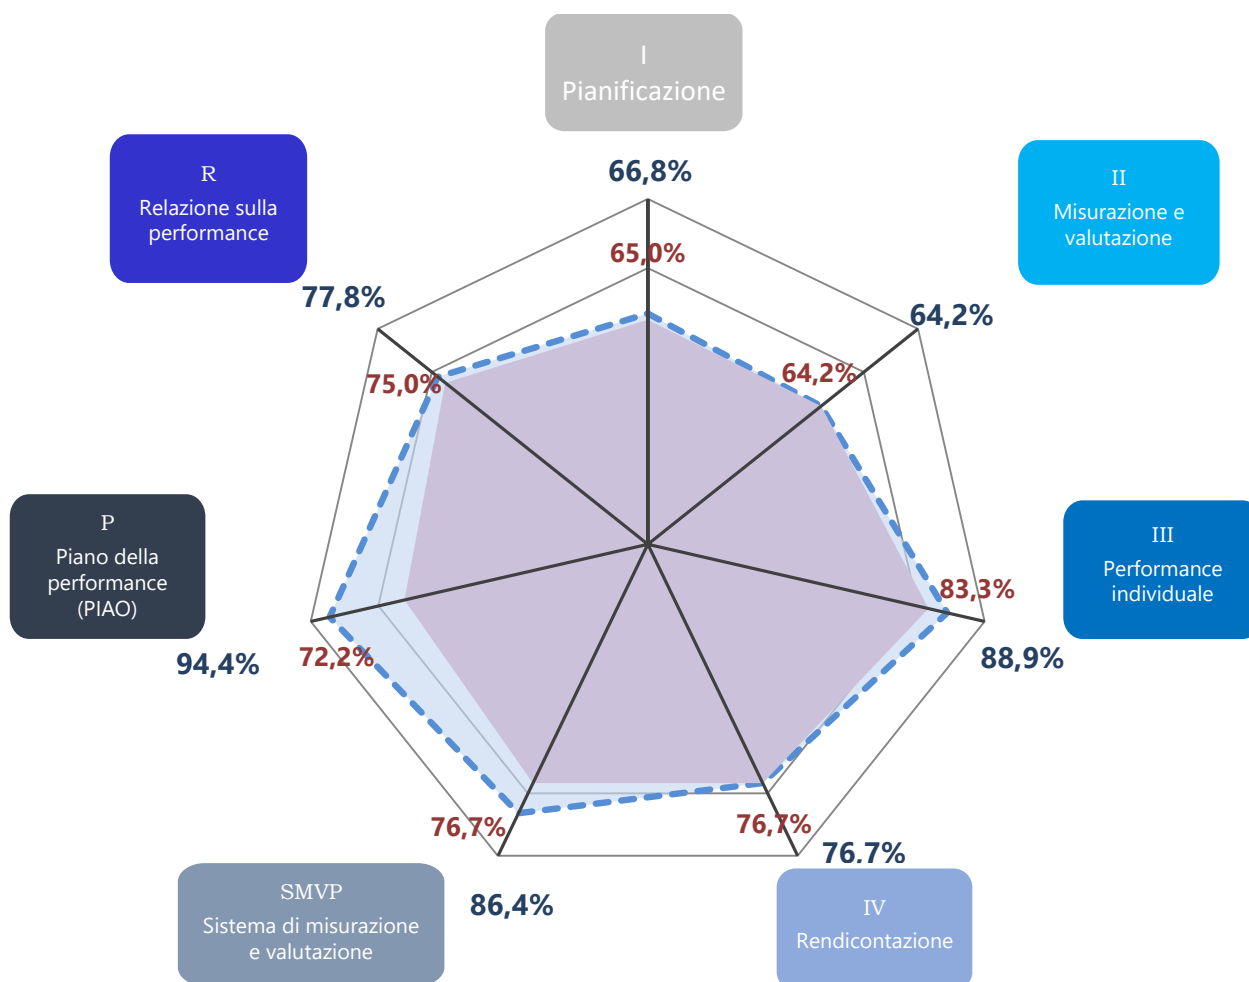 I
Pianificazione
66,8%
65,0%
II
Misurazione e
valutazione
64,2%
64,2%
III
Performance
individuale
83,3%
88,9%
IV
Rendicontazione
76,7%
76,7%
SMVP
Sistema di misurazione
e valutazione
76,7%
86,4%
P
Piano della
performance
(PIAO)
72,2%
94,4%
R
Relazione sulla
performance
77,8%
75,0%